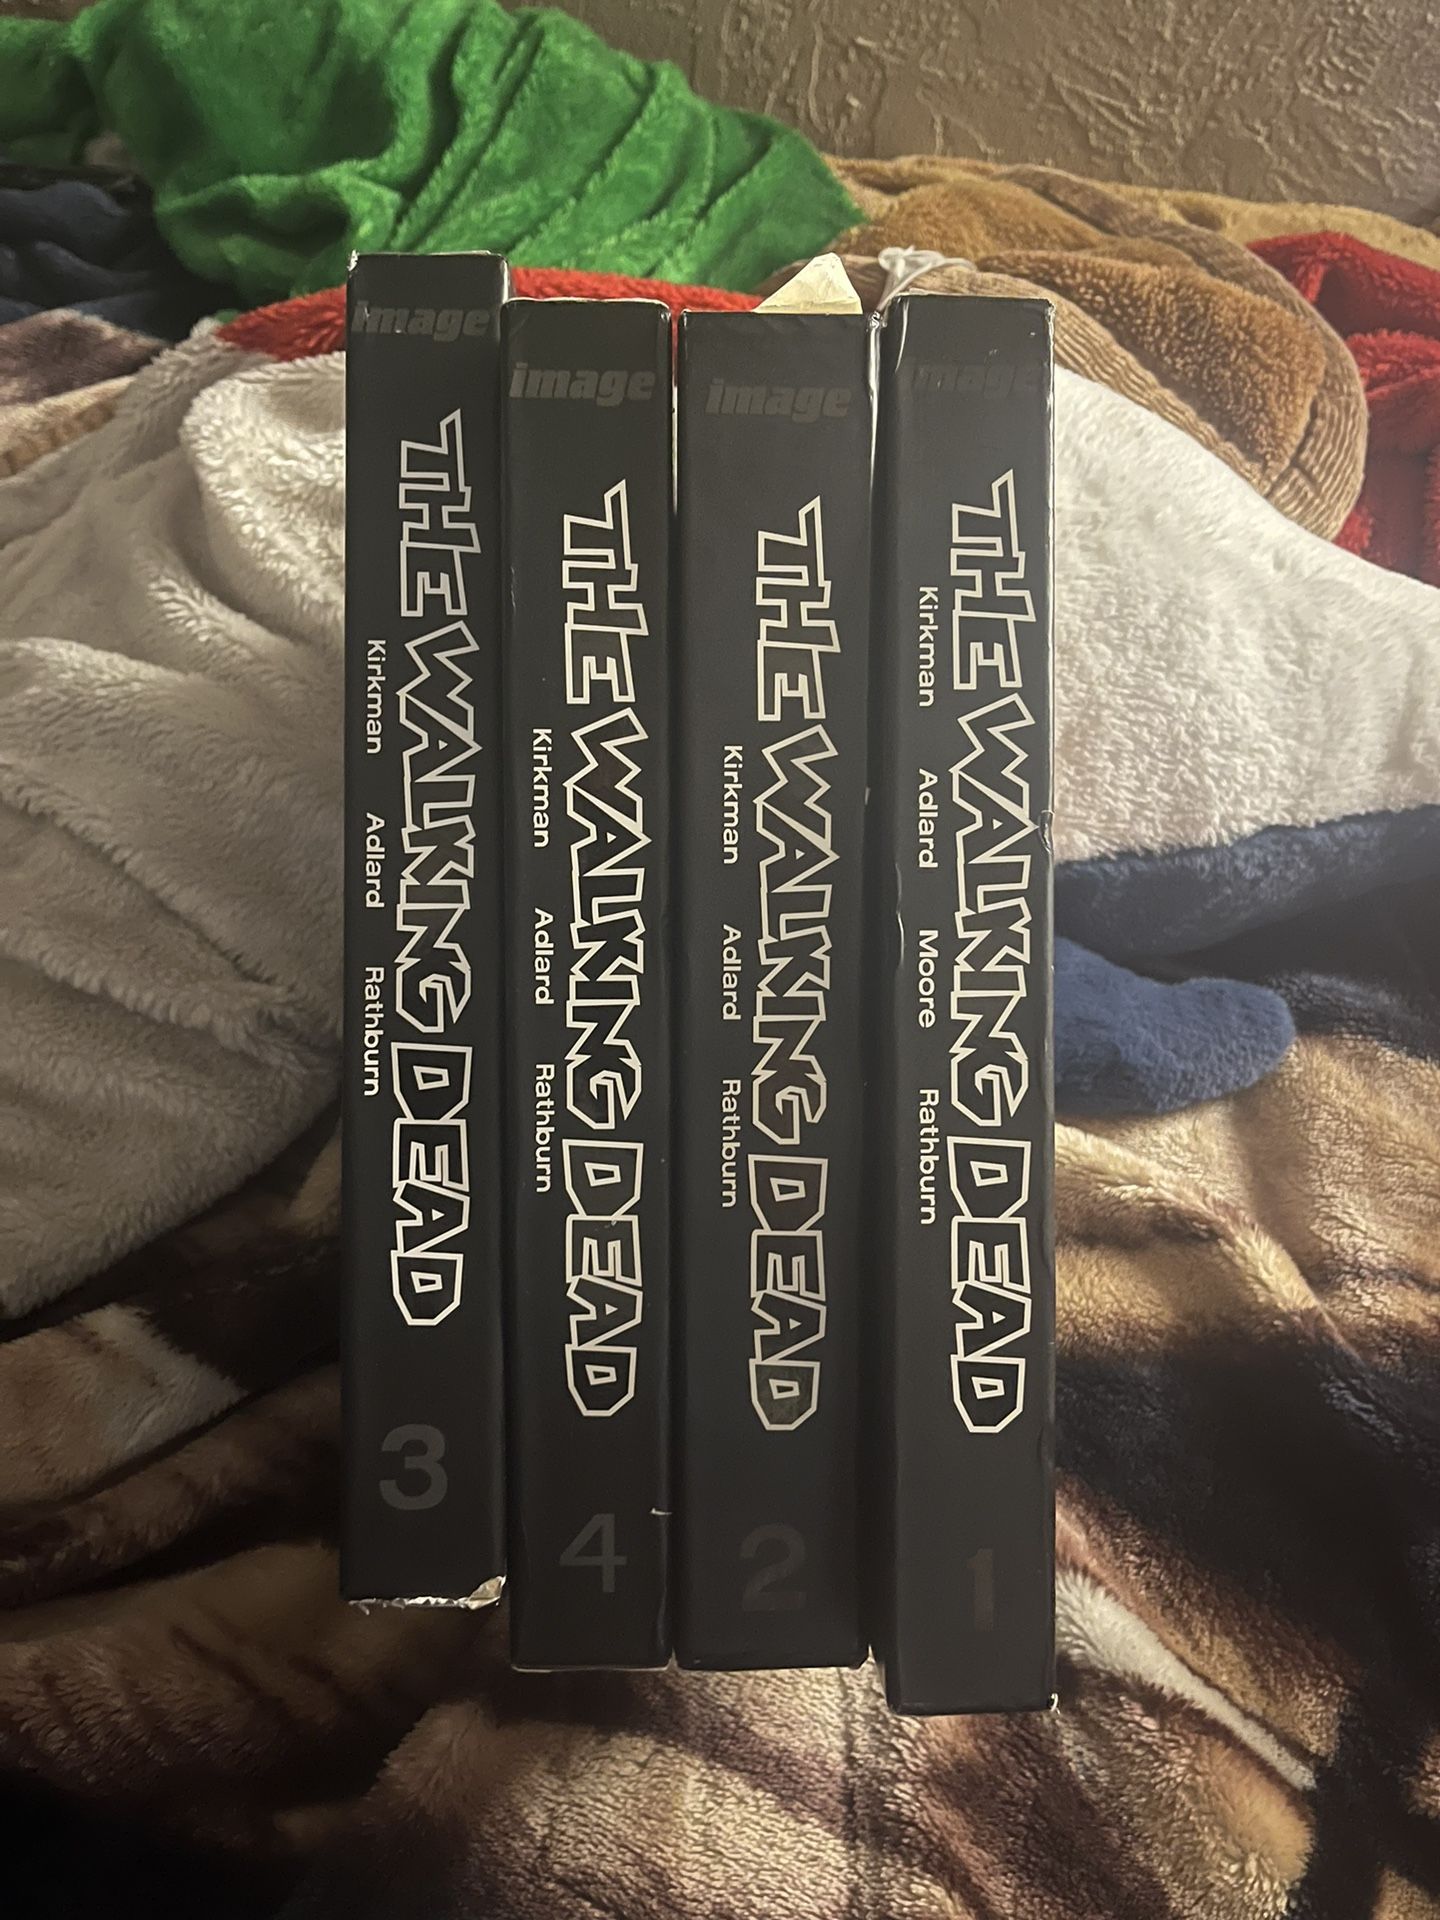 image
THE WALKING DEAD
Kirkman Adlard Rathburn
3
image
THE WALKING DEAD
Kirkman Adlard Rathburn
4
image
THE WALKING DEAD
Kirkman Adlard Rathburn
2
image
THE WALKING DEAD
Kirkman Adlard Moore Rathburn
1